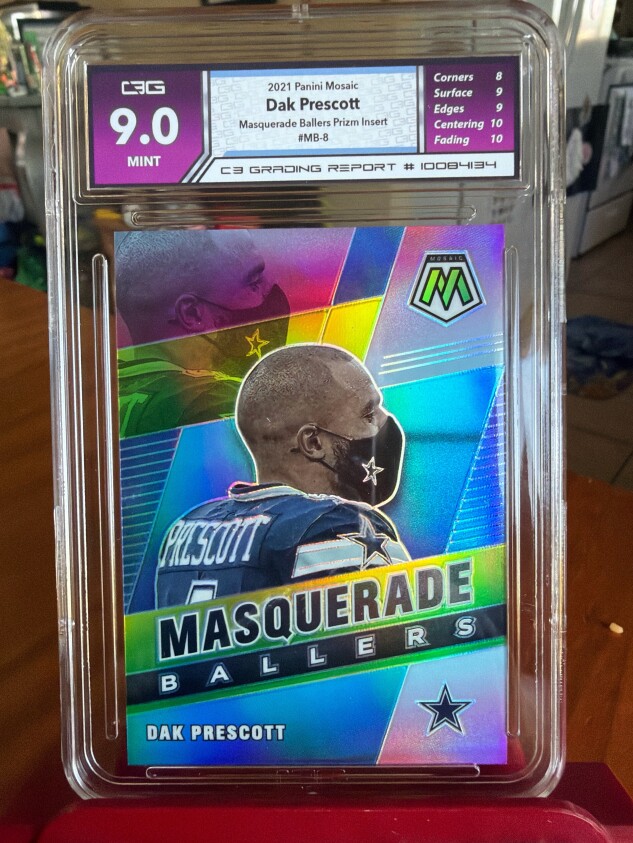 C3G
9.0
MINT
2021 Panini Mosaic
Dak Prescott
Masquerade Ballers Prizm Insert
#MB-8
Corners 8
Surface 9
Edges 9
Centering 10
Fading 10
C3 GRADING REPORT # 10084134
MOSAIC
PRESCOTT
MASQUERADE
BALLERS
DAK PRESCOTT